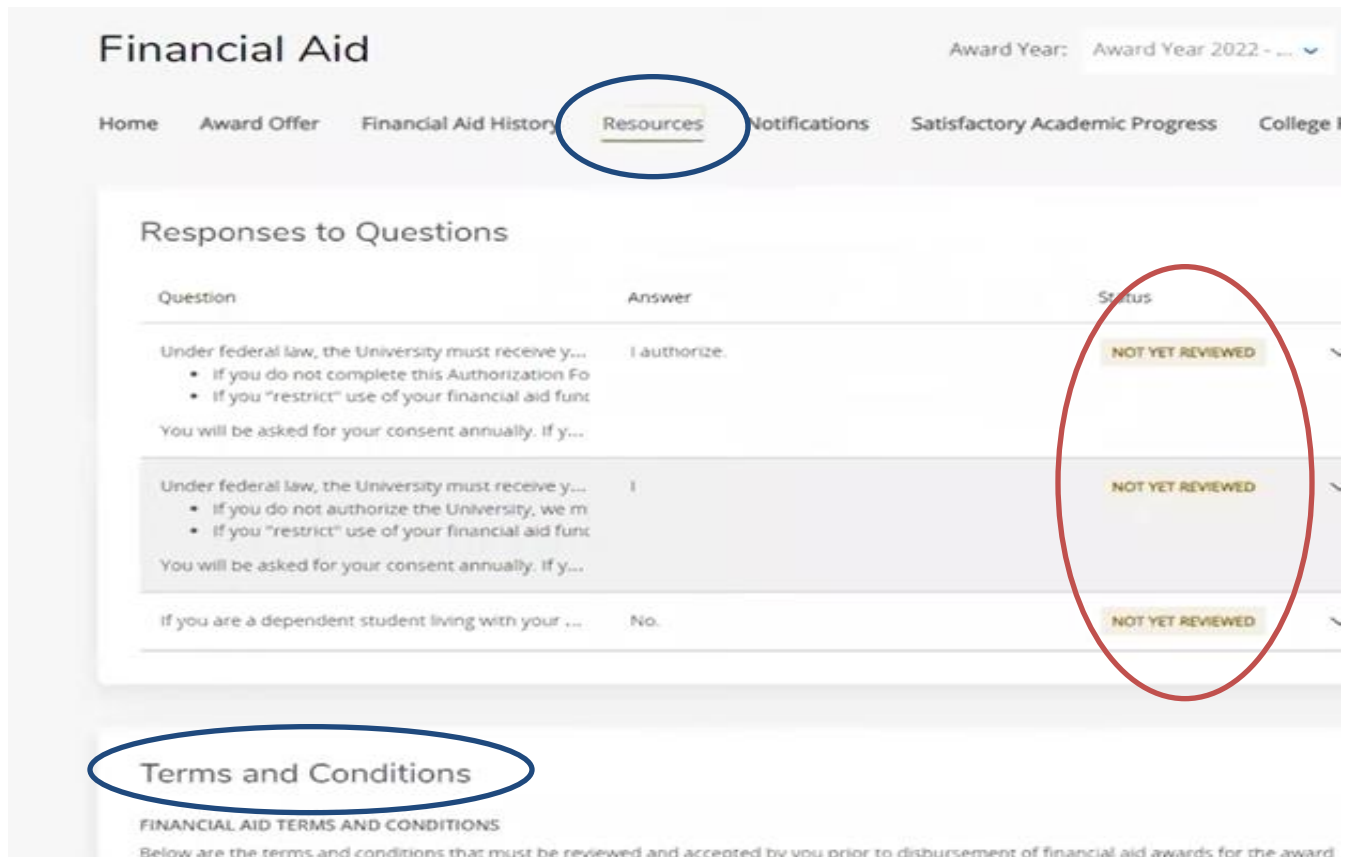 Financial Aid
Award Year: Award Year 2022 - ...
Home Award Offer Financial Aid History Resources Notifications Satisfactory Academic Progress College
Responses to Questions
Question Answer Status
Under federal law, the University must receive y... I authorize. NOT YET REVIEWED
• If you do not complete this Authorization Fo
• If you "restrict" use of your financial aid func
You will be asked for your consent annually. If y...
Under federal law, the University must receive y... I NOT YET REVIEWED
• If you do not authorize the University, we m
• If you "restrict" use of your financial aid func
You will be asked for your consent annually. If y...
If you are a dependent student living with your ... No. NOT YET REVIEWED
Terms and Conditions
FINANCIAL AID TERMS AND CONDITIONS
Below are the terms and conditions that must be reviewed and accepted by you prior to disbursement of financial aid awards for the award